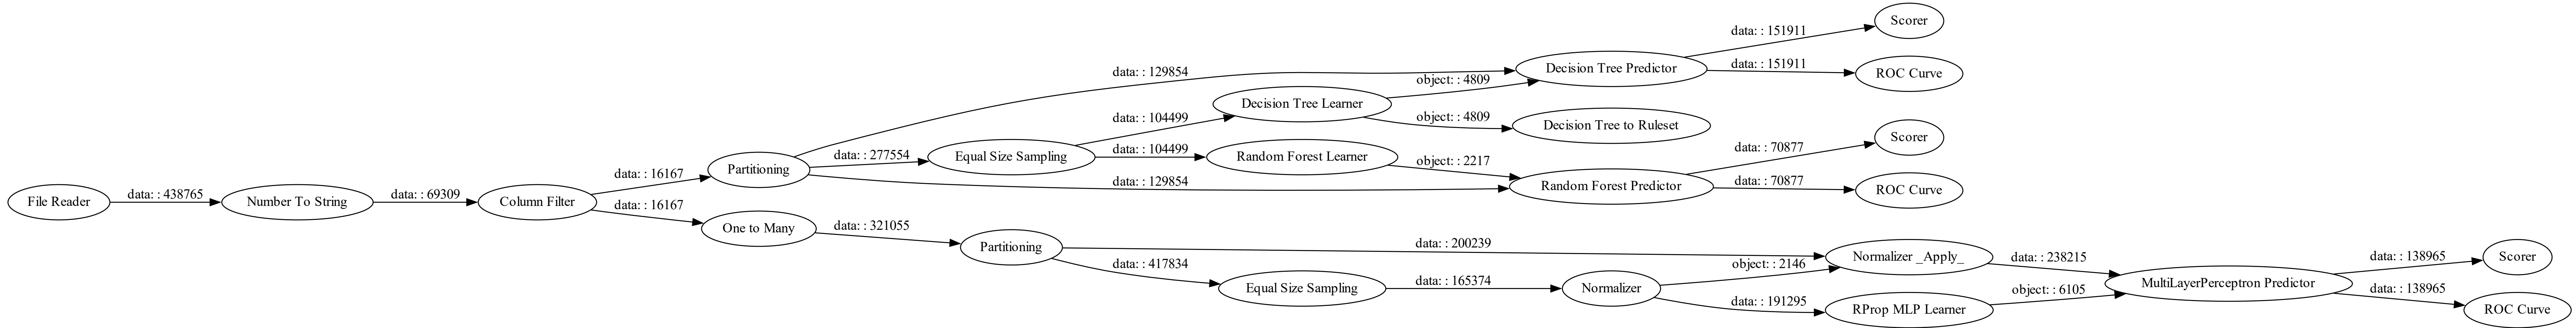 File Reader
data: : 438765
Number To String
data: : 69309
Column Filter
data: : 16167
data: : 16167
Partitioning
One to Many
data: : 129854
data: : 277554
data: : 129854
data: : 321055
Equal Size Sampling
Partitioning
data: : 104499
data: : 104499
data: : 200239
data: : 417834
Decision Tree Learner
Random Forest Learner
Equal Size Sampling
object: : 4809
object: : 4809
object: : 2217
data: : 165374
Decision Tree Predictor
Decision Tree to Ruleset
Random Forest Predictor
Normalizer
data: : 151911
data: : 151911
data: : 70877
data: : 70877
object: : 2146
data: : 191295
Scorer
ROC Curve
Scorer
ROC Curve
Normalizer _Apply_
RProp MLP Learner
data: : 238215
object: : 6105
MultiLayerPerceptron Predictor
data: : 138965
data: : 138965
Scorer
ROC Curve